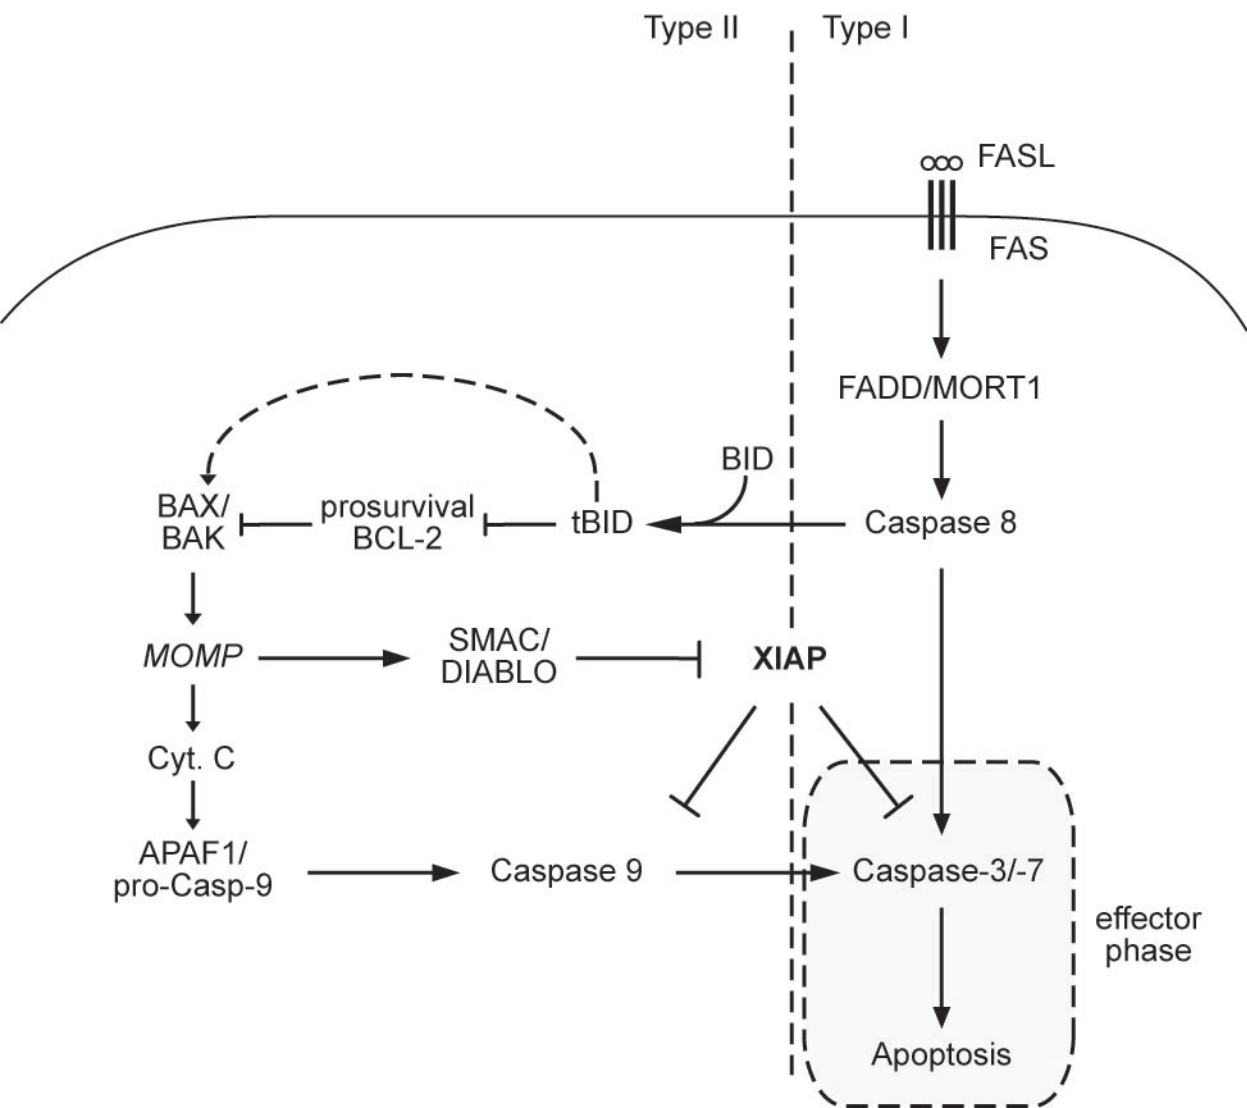 Type II
Type I
FASL
FAS
FADD/MORT1
BID
BAX/
BAK
prosurvival
BCL-2
tBID
Caspase 8
MOMP
SMAC/
DIABLO
XIAP
Cyt. C
APAF1/
pro-Casp-9
Caspase 9
Caspase-3/-7
effector
phase
Apoptosis